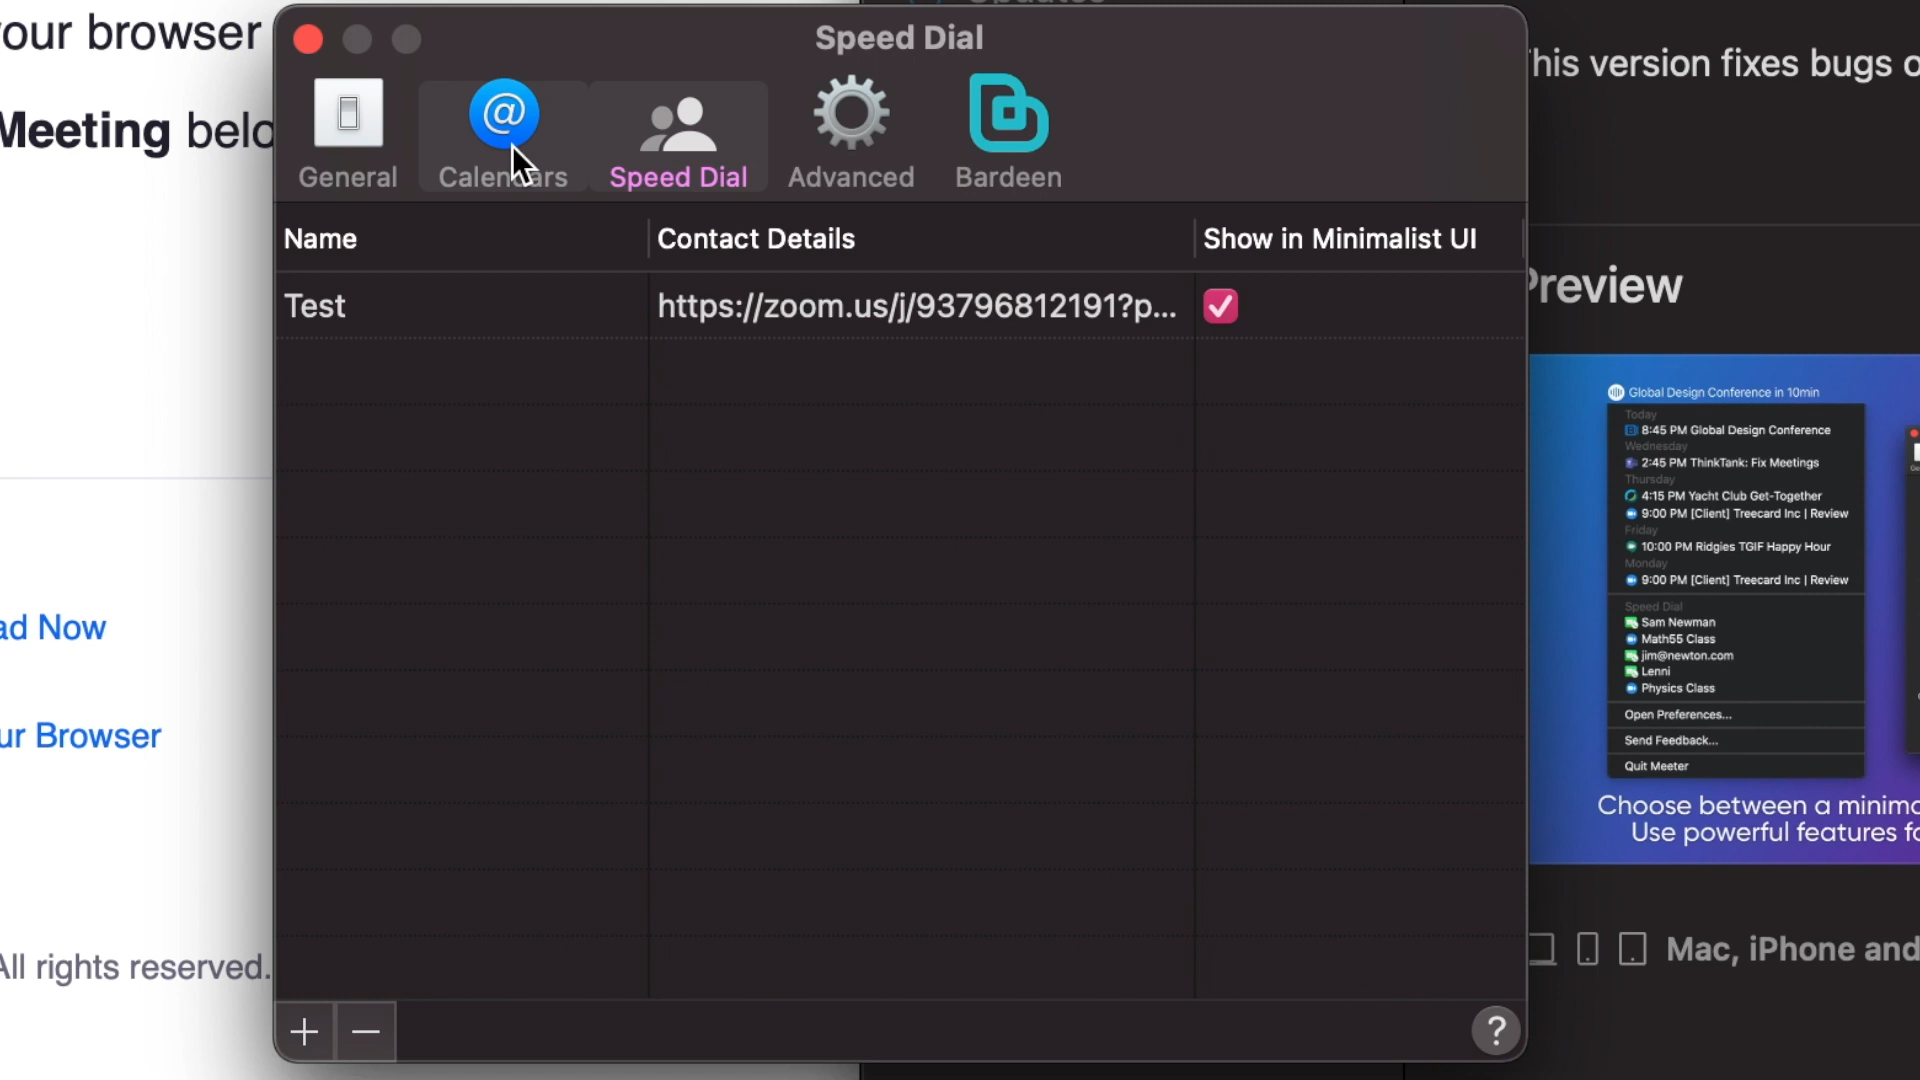 our browser
Meeting belo
ad Now
ur Browser
All rights reserved.
Speed Dial
General
Calendars
Speed Dial
Advanced
Bardeen
Name
Contact Details
Show in Minimalist UI
Test
https://zoom.us/j/93796812191?p...
?
his version fixes bugs o
Preview
Global Design Conference in 10min
Today
8:45 PM Global Design Conference
Wednesday
2:45 PM ThinkTank: Fix Meetings
Thursday
4:15 PM Yacht Club Get-Together
9:00 PM [Client] Treecard Inc | Review
Friday
10:00 PM Ridgies TGIF Happy Hour
Monday
9:00 PM [Client] Treecard Inc | Review
Speed Dial
Sam Newman
Math55 Class
jim@newton.com
Lenni
Physics Class
Open Preferences...
Send Feedback...
Quit Meeter
Choose between a minima
Use powerful features fo
Mac, iPhone and